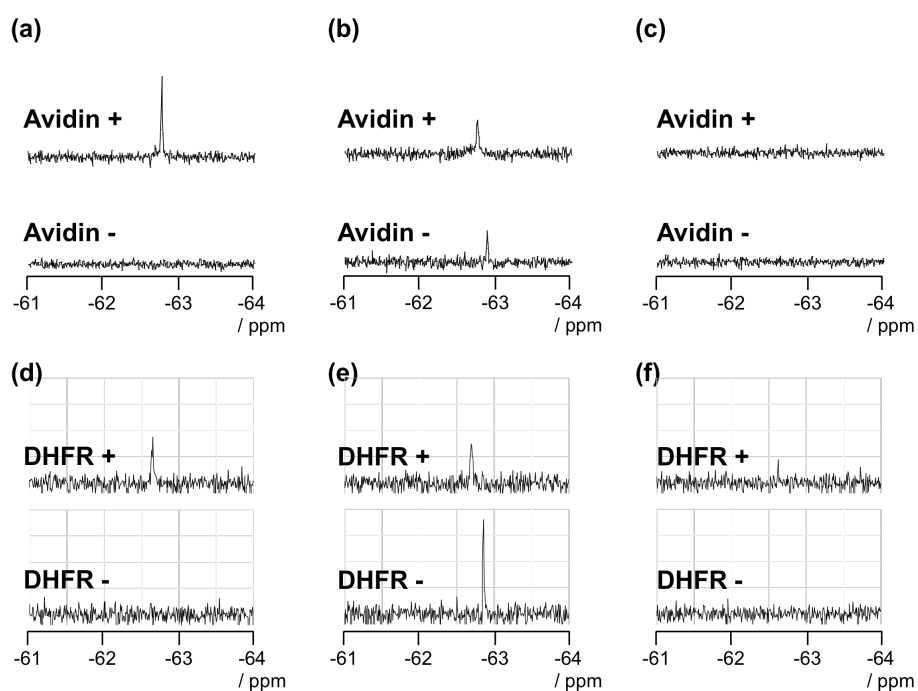 (a) (b) (c)
Avidin + Avidin + Avidin +
Avidin - Avidin - Avidin -
-61 -62 -63 -64 -61 -62 -63 -64 -61 -62 -63 -64
/ ppm / ppm / ppm
(d) (e) (f)
DHFR + DHFR + DHFR +
DHFR - DHFR - DHFR -
-61 -62 -63 -64 -61 -62 -63 -64 -61 -62 -63 -64
/ ppm / ppm / ppm